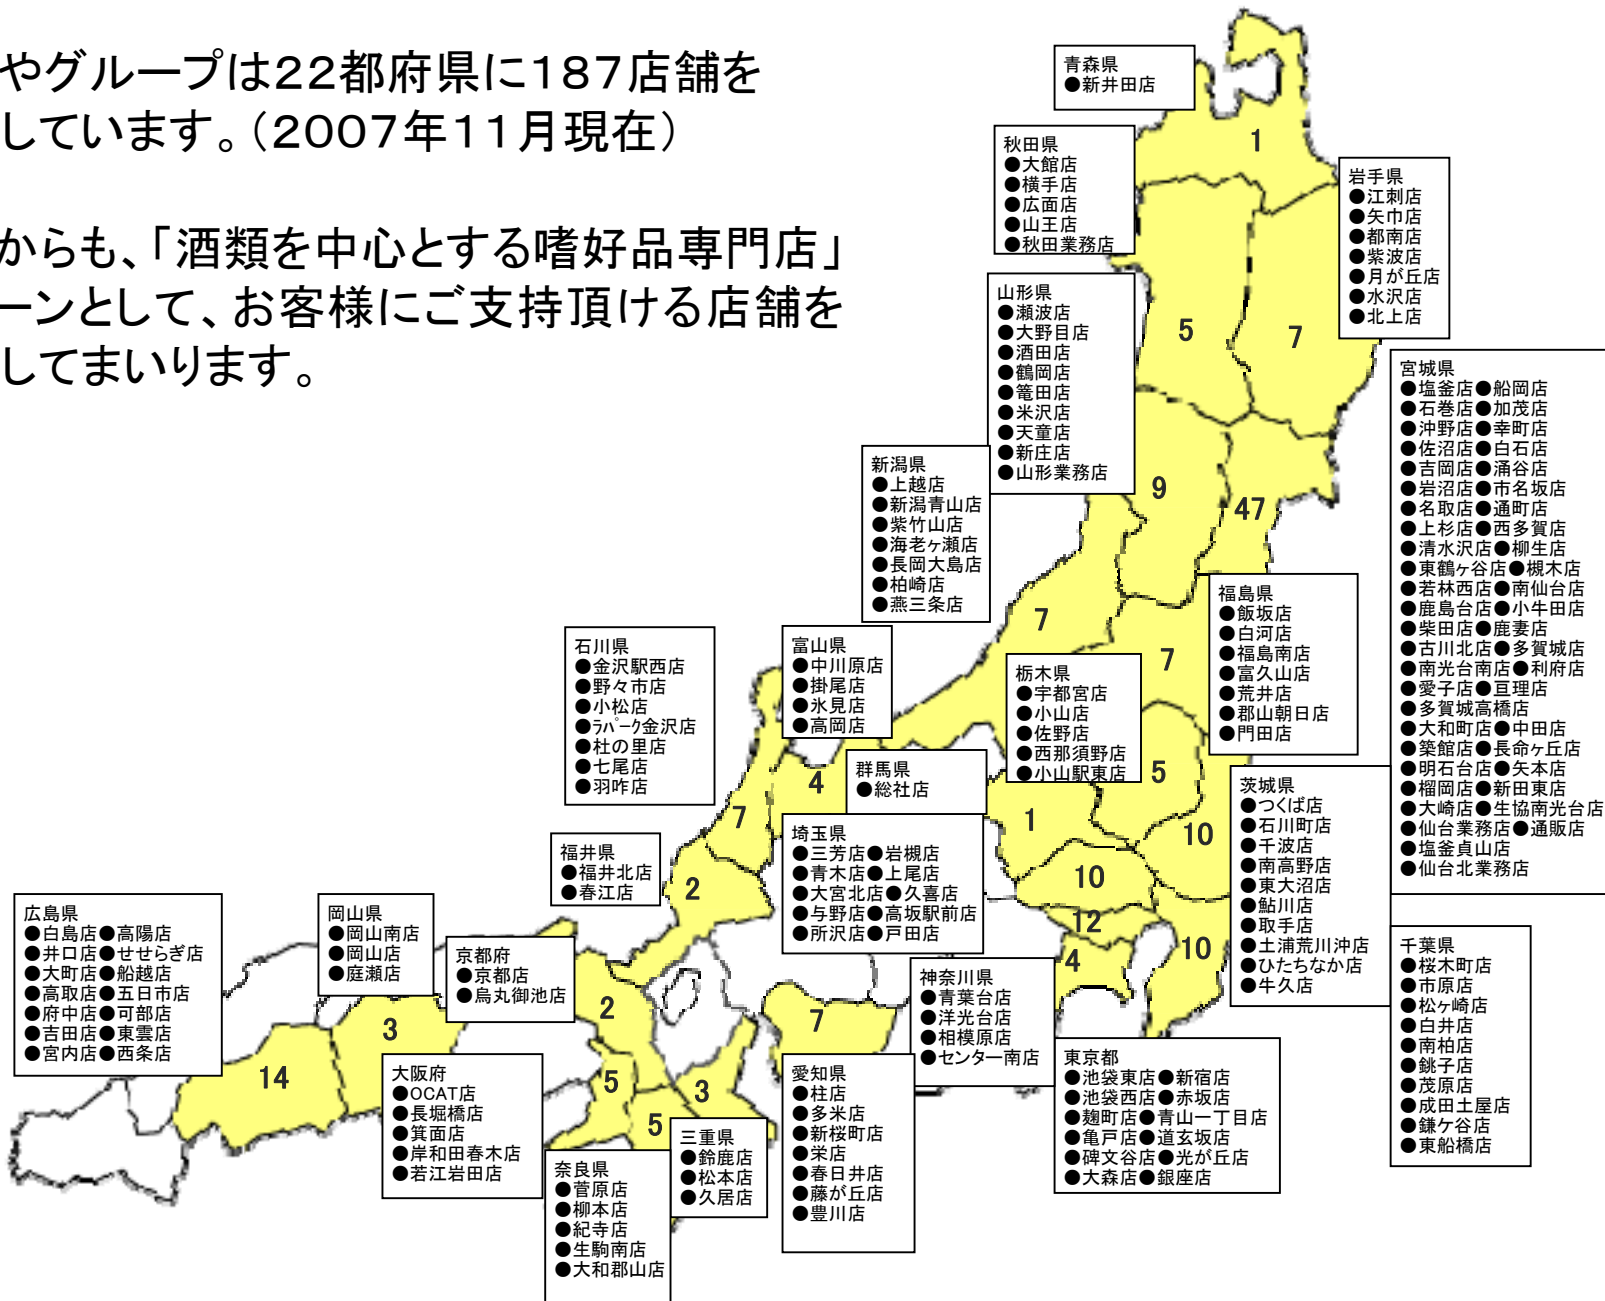 やグループは２２都府県に１８７店舗を
しています。（２００７年１１月現在）
からも、「酒類を中心とする嗜好品専門店」
ーンとして、お客様にご支持頂ける店舗を
してまいります。
青森県
●新井田店
秋田県
●大館店
●横手店
●広面店
●山王店
●秋田業務店
岩手県
●江刺店
●矢巾店
●都南店
●紫波店
●月が丘店
●水沢店
●北上店
山形県
●瀬波店
●大野目店
●酒田店
●鶴岡店
●篭田店
●米沢店
●天童店
●新庄店
●山形業務店
宮城県
●塩釜店●船岡店
●石巻店●加茂店
●沖野店●幸町店
●佐沼店●白石店
●吉岡店●涌谷店
●岩沼店●市名坂店
●名取店●通町店
●上杉店●西多賀店
●清水沢店●柳生店
●東鶴ヶ谷店●槻木店
●若林西店●南仙台店
●鹿島台店●小牛田店
●柴田店●鹿妻店
●古川北店●多賀城店
●南光台南店●利府店
●愛子店●亘理店
●多賀城高橋店
●大和町店●中田店
●築館店●長命ヶ丘店
●明石台店●矢本店
●榴岡店●新田東店
●大崎店●生協南光台店
●仙台業務店●通販店
●塩釜貞山店
●仙台北業務店
新潟県
●上越店
●新潟青山店
●紫竹山店
●海老ヶ瀬店
●長岡大島店
●柏崎店
●燕三条店
福島県
●飯坂店
●白河店
●福島南店
●富久山店
●荒井店
●郡山朝日店
●門田店
石川県
●金沢駅西店
●野々市店
●小松店
●ﾗﾊﾟｰｸ金沢店
●杜の里店
●七尾店
●羽咋店
富山県
●中川原店
●掛尾店
●氷見店
●高岡店
栃木県
●宇都宮店
●小山店
●佐野店
●西那須野店
●小山駅東店
群馬県
●総社店
茨城県
●つくば店
●石川町店
●千波店
●南高野店
●東大沼店
●鮎川店
●取手店
●土浦荒川沖店
●ひたちなか店
●牛久店
埼玉県
●三芳店●岩槻店
●青木店●上尾店
●大宮北店●久喜店
●与野店●高坂駅前店
●所沢店●戸田店
福井県
●福井北店
●春江店
広島県
●白島店●高陽店
●井口店●せせらぎ店
●大町店●船越店
●高取店●五日市店
●府中店●可部店
●吉田店●東雲店
●宮内店●西条店
岡山県
●岡山南店
●岡山店
●庭瀬店
京都府
●京都店
●烏丸御池店
神奈川県
●青葉台店
●洋光台店
●相模原店
●センター南店
千葉県
●桜木町店
●市原店
●松ヶ崎店
●白井店
●南柏店
●銚子店
●茂原店
●成田土屋店
●鎌ケ谷店
●東船橋店
東京都
●池袋東店●新宿店
●池袋西店●赤坂店
●麹町店●青山一丁目店
●亀戸店●道玄坂店
●碑文谷店●光が丘店
●大森店●銀座店
大阪府
●OCAT店
●長堀橋店
●箕面店
●岸和田春木店
●若江岩田店
愛知県
●柱店
●多米店
●新桜町店
●栄店
●春日井店
●藤が丘店
●豊川店
三重県
●鈴鹿店
●松本店
●久居店
奈良県
●菅原店
●柳本店
●紀寺店
●生駒南店
●大和郡山店
1
5
7
9
47
7
7
4
5
7
1
10
2
10
12
10
4
3
2
7
14
5
3
5